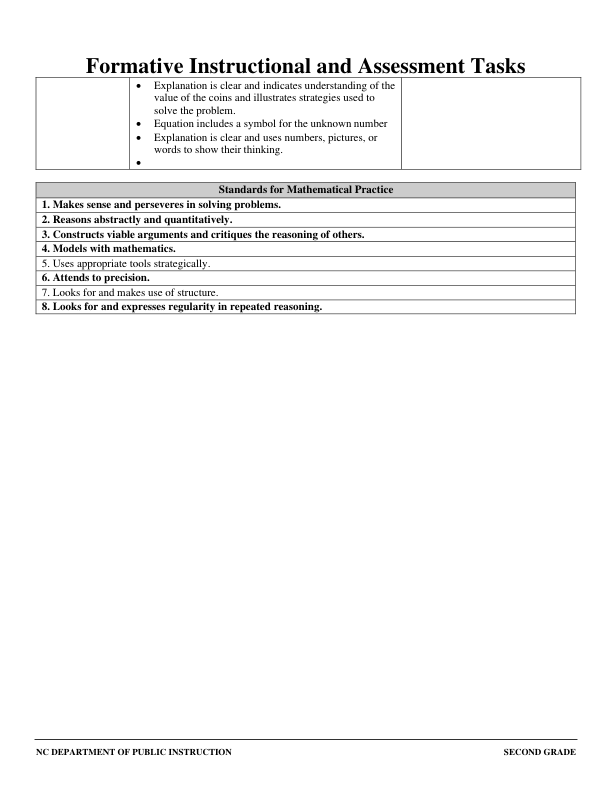 Formative Instructional and Assessment Tasks
• Explanation is clear and indicates understanding of the
value of the coins and illustrates strategies used to
solve the problem.
• Equation includes a symbol for the unknown number
• Explanation is clear and uses numbers, pictures, or
words to show their thinking.
•
Standards for Mathematical Practice
1. Makes sense and perseveres in solving problems.
2. Reasons abstractly and quantitatively.
3. Constructs viable arguments and critiques the reasoning of others.
4. Models with mathematics.
5. Uses appropriate tools strategically.
6. Attends to precision.
7. Looks for and makes use of structure.
8. Looks for and expresses regularity in repeated reasoning.
NC DEPARTMENT OF PUBLIC INSTRUCTION SECOND GRADE